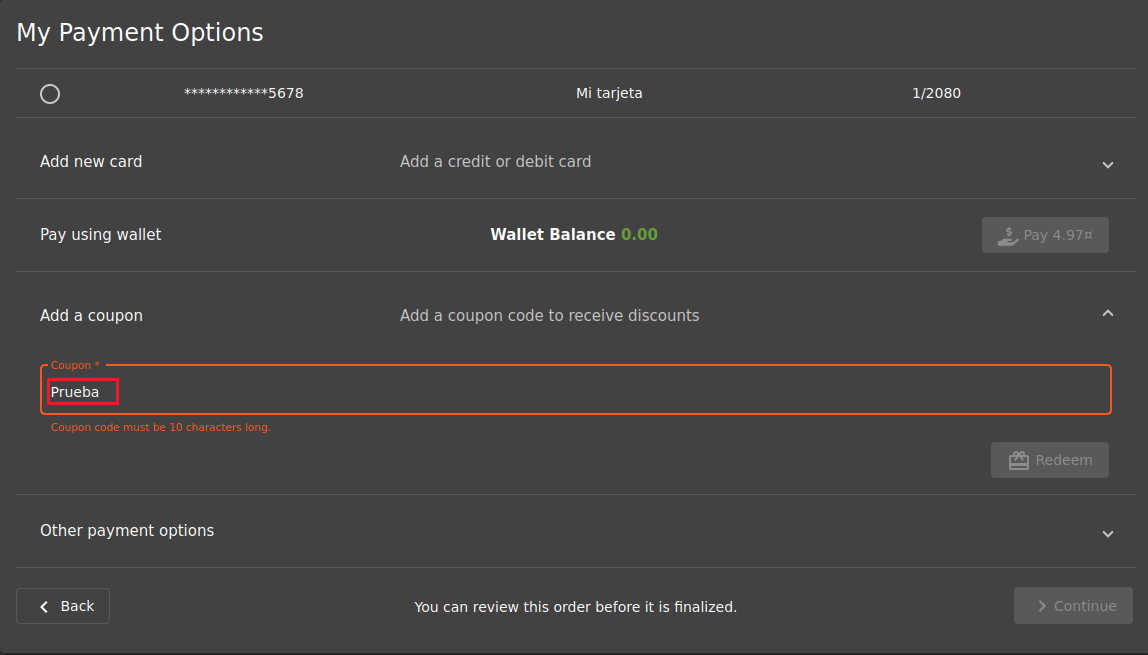 My Payment Options
************5678 Mi tarjeta 1/2080
Add new card Add a credit or debit card
Pay using wallet Wallet Balance 0.00 Pay 4.97¤
Add a coupon Add a coupon code to receive discounts
Coupon *
Prueba
Coupon code must be 10 characters long.
Redeem
Other payment options
Back You can review this order before it is finalized. Continue